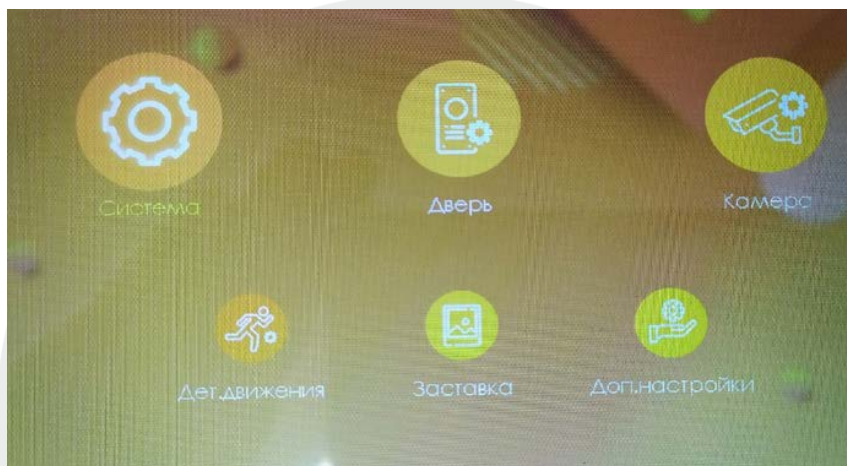 Система
Дверь
Камера
Дет.движения
Заставка
Доп.настройки